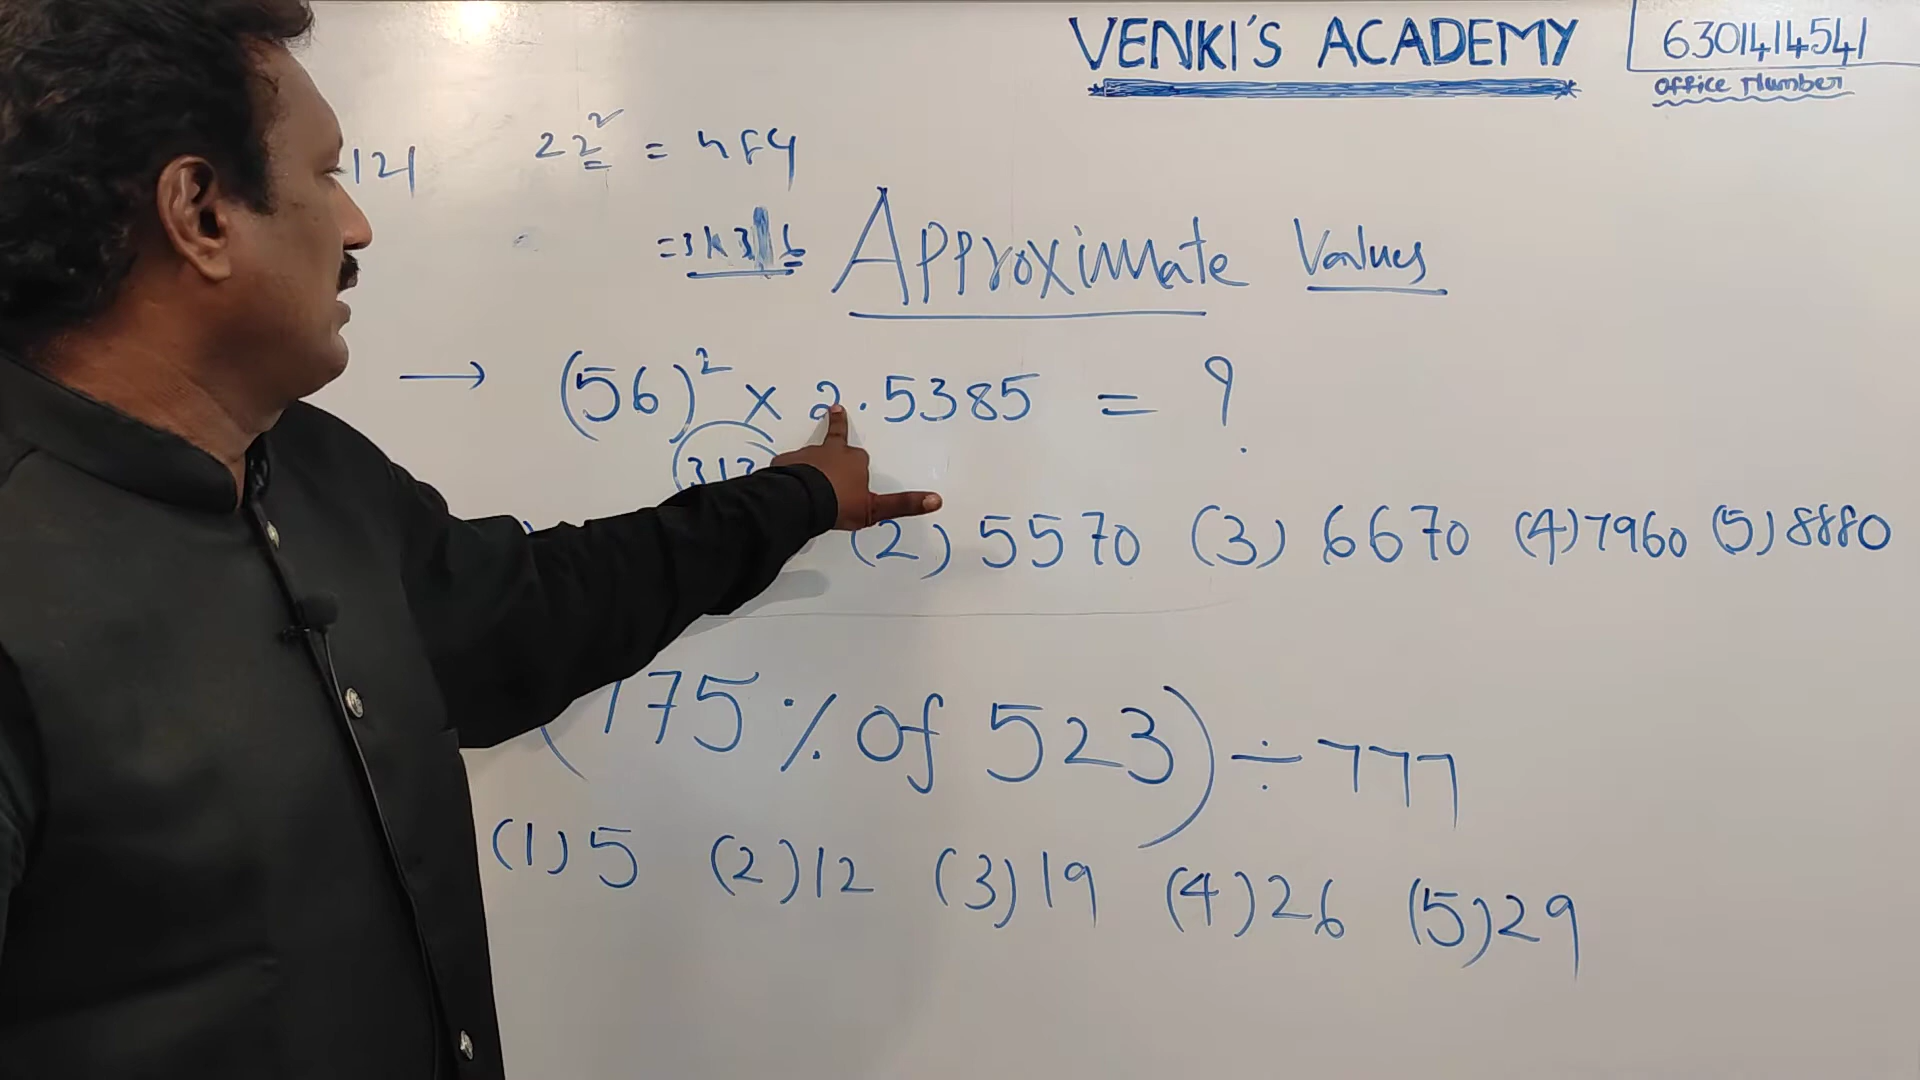 VENKI'S ACADEMY
6301414541
Office Number
121
22² = 484
Approximate Values
→ (56)² × 2.5385 = ?
313
(2) 5570 (3) 6670 (4) 7960 (5) 8880
(175% of 523) ÷ 777
(1) 5 (2) 12 (3) 19 (4) 26 (5) 29